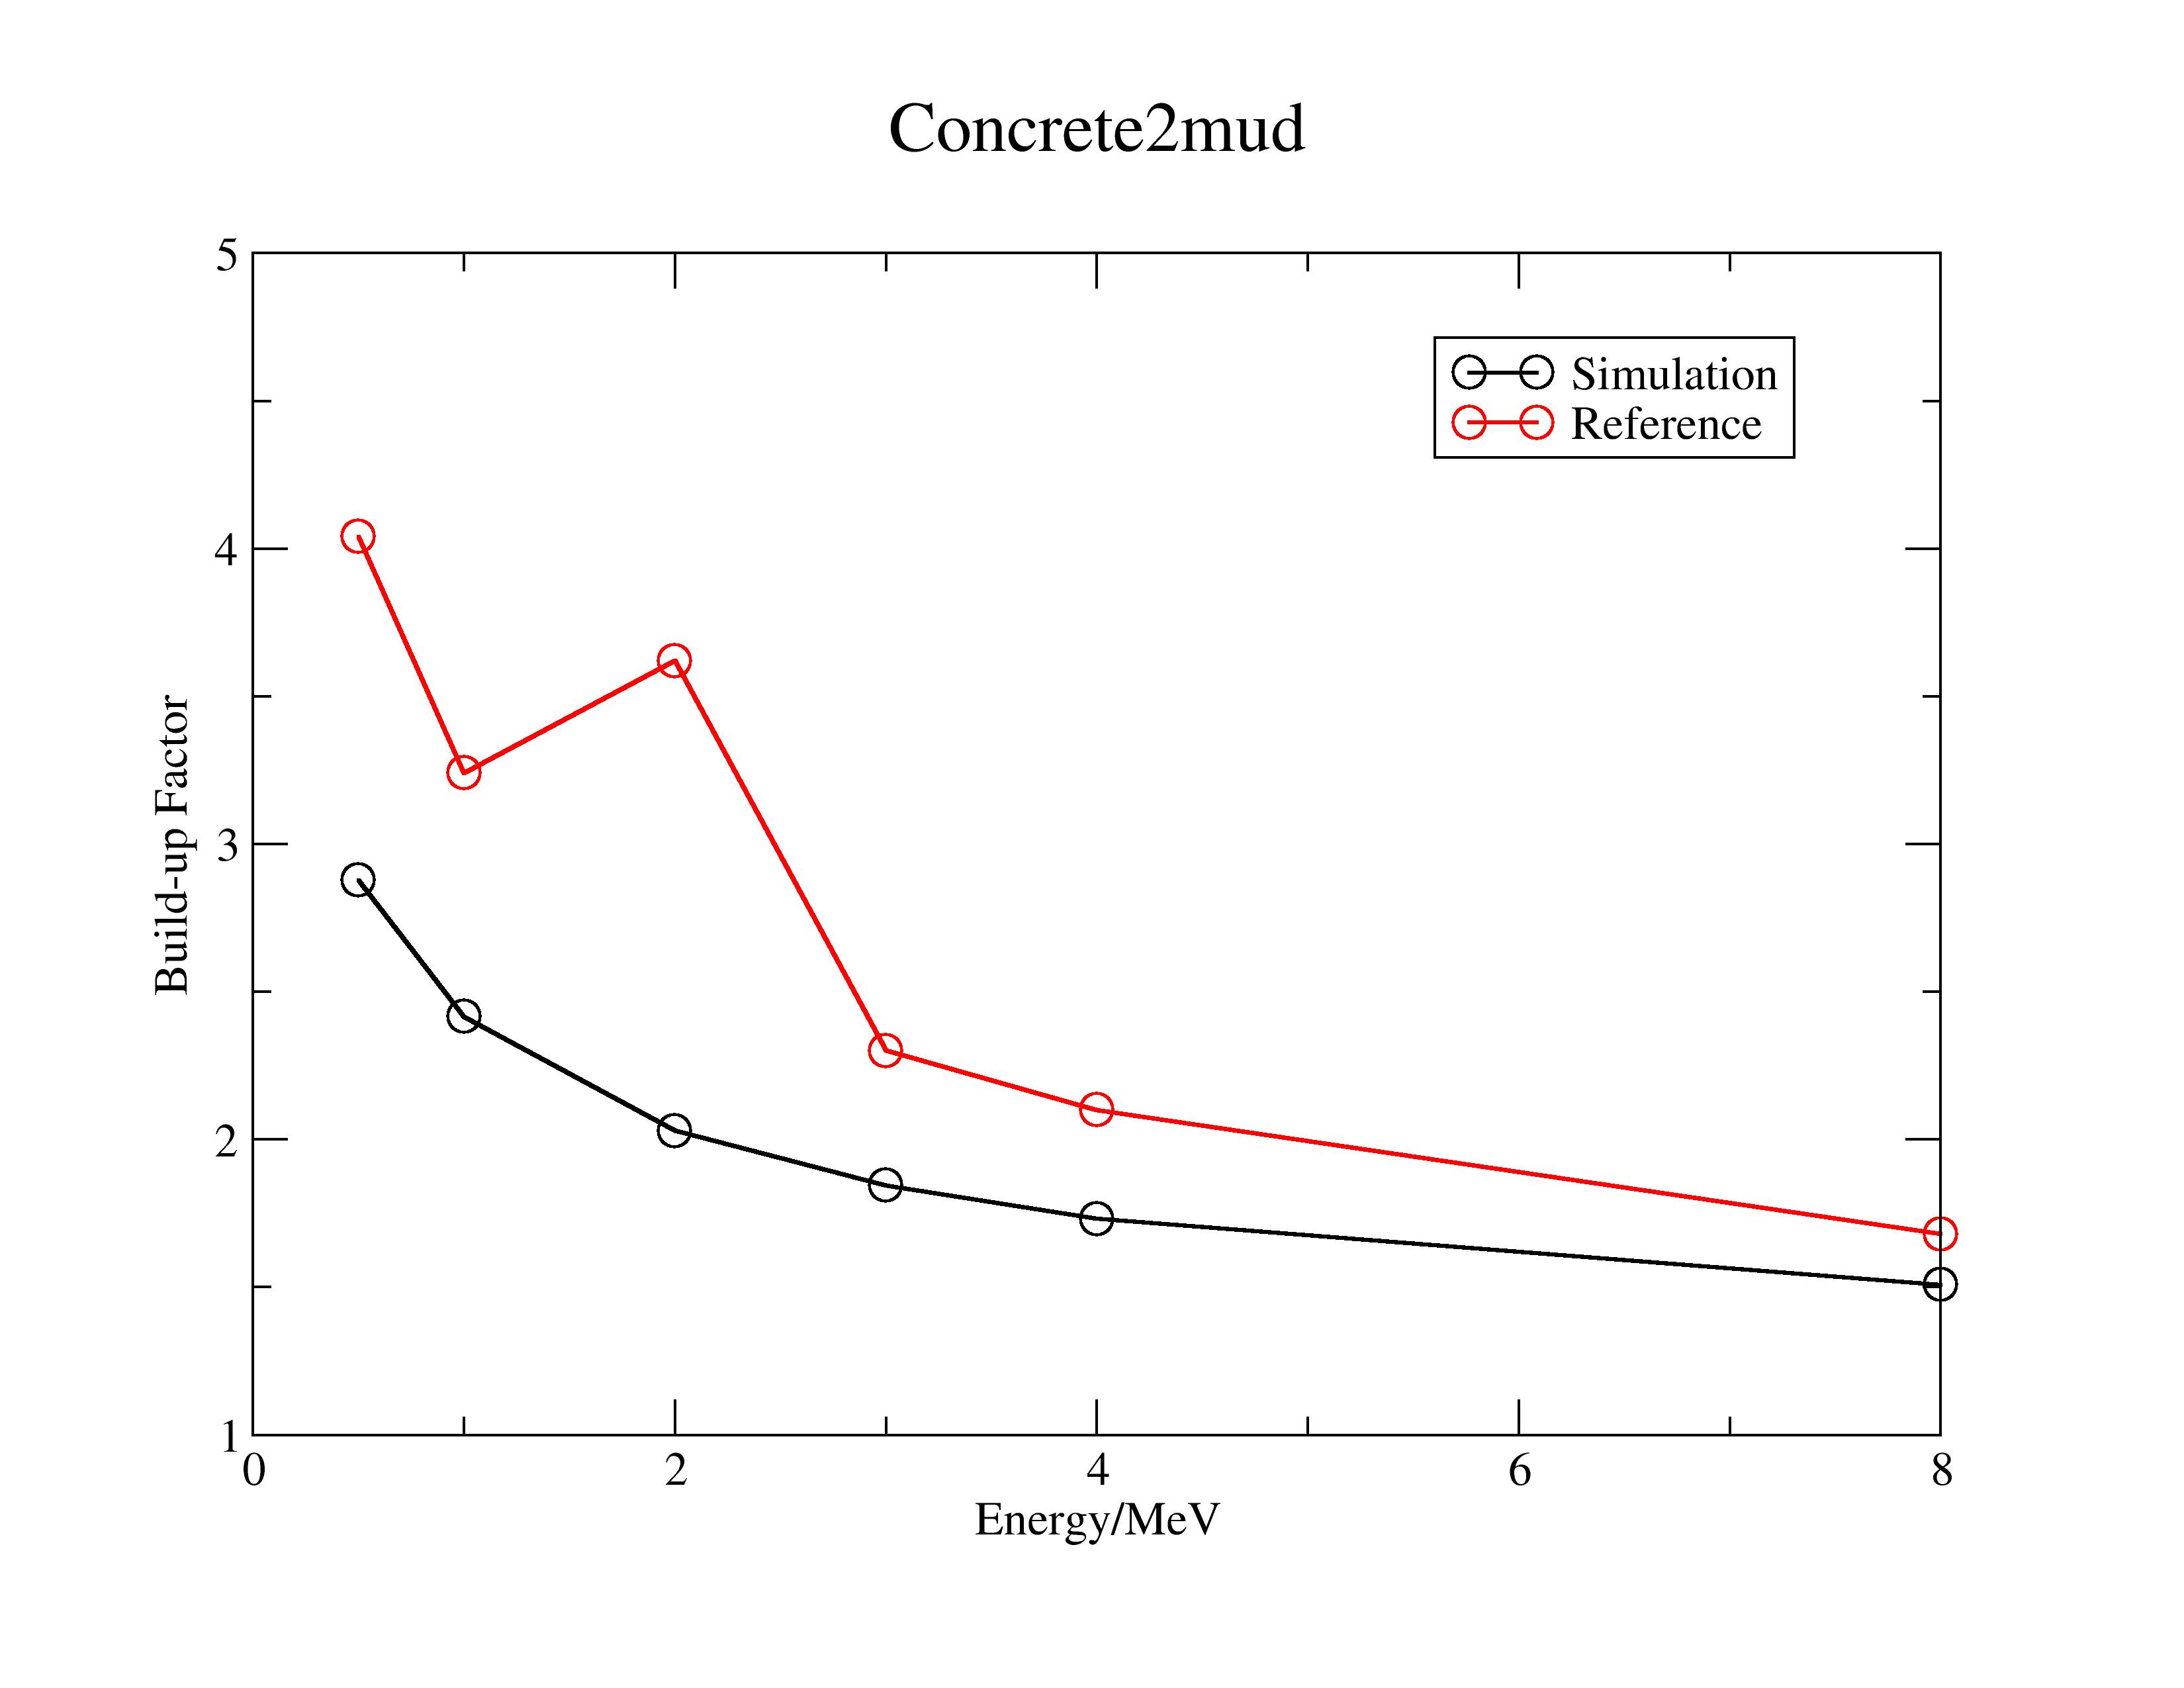 Concrete2mud
5
4
3
2
1
Build-up Factor
Simulation
Reference
0 2 4 6 8
Energy/MeV